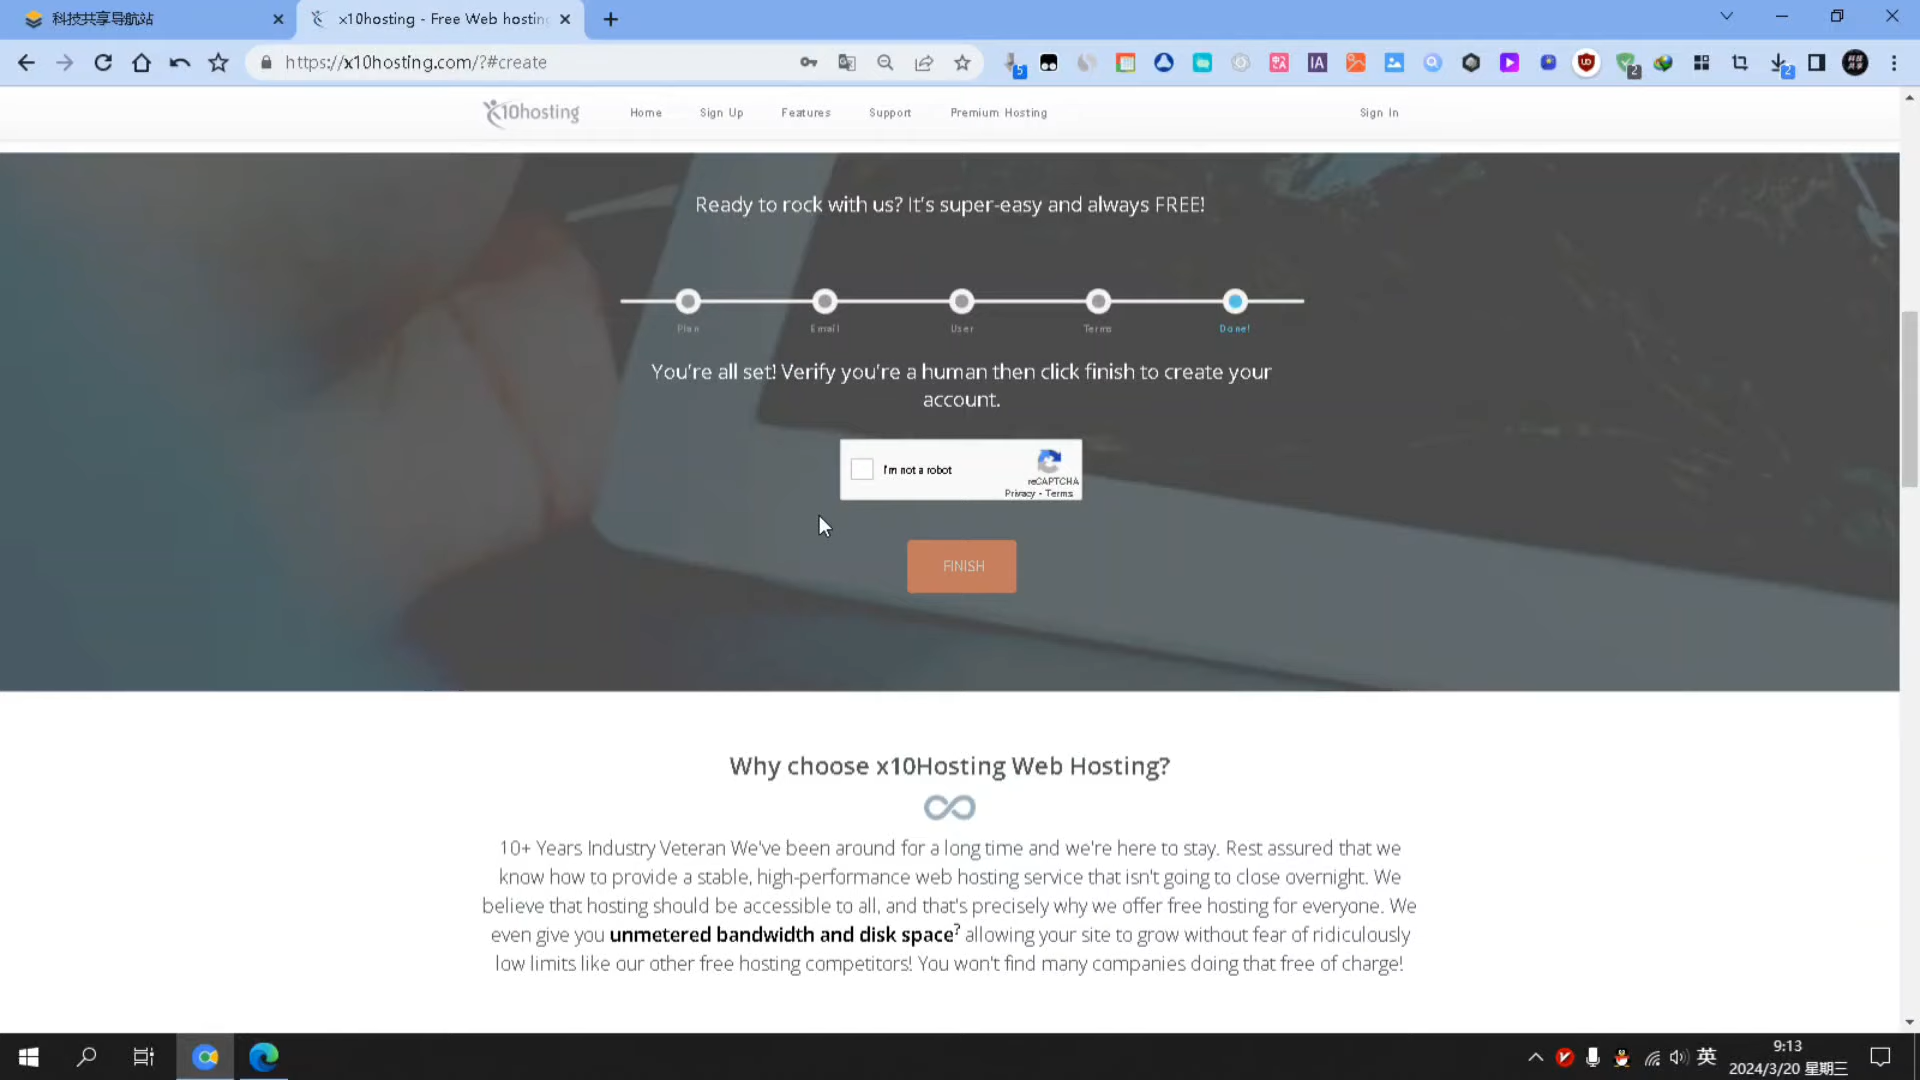 科技共享导航站
x10hosting - Free Web hostin
https://x10hosting.com/?#create
5
IA
2
2
x10hosting
Home
Sign Up
Features
Support
Premium Hosting
Sign In
Ready to rock with us? It's super-easy and always FREE!
Plan
Email
User
Terms
Done!
You're all set! Verify you're a human then click finish to create your
account.
I'm not a robot
reCAPTCHA
Privacy - Terms
FINISH
Why choose x10Hosting Web Hosting?
10+ Years Industry Veteran We've been around for a long time and we're here to stay. Rest assured that we
know how to provide a stable, high-performance web hosting service that isn't going to close overnight. We
believe that hosting should be accessible to all, and that's precisely why we offer free hosting for everyone. We
even give you unmetered bandwidth and disk space? allowing your site to grow without fear of ridiculously
low limits like our other free hosting competitors! You won't find many companies doing that free of charge!
英
9:13
2024/3/20 星期三